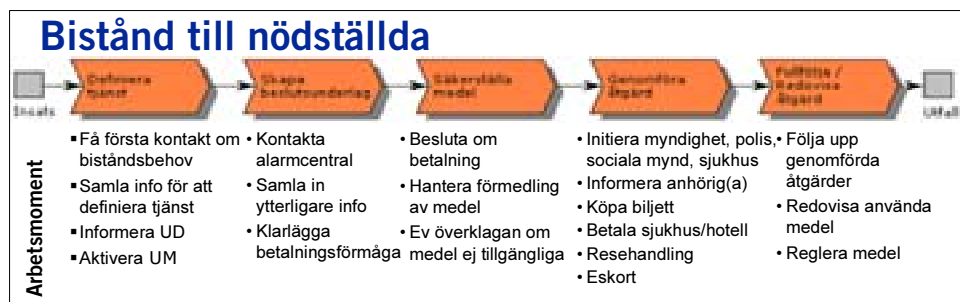 Bistånd till nödställda
Insats
Definiera
tjänst
Skapa
beslutsunderlag
Säkerställa
medel
Genomföra
åtgärd
Fullfölja /
Redovisa
åtgärd
Utfall
Arbetsmoment
▪ Få första kontakt om
biståndsbehov
▪ Samla info för att
definiera tjänst
▪ Informera UD
▪ Aktivera UM
• Kontakta
alarmcentral
• Samla in
ytterligare info
• Klarlägga
betalningsförmåga
• Besluta om
betalning
• Hantera förmedling
av medel
• Ev överklagan om
medel ej tillgängliga
• Initiera myndighet, polis,
sociala mynd, sjukhus
• Informera anhörig(a)
• Köpa biljett
• Betala sjukhus/hotell
• Resehandling
• Eskort
• Följa upp
genomförda
åtgärder
• Redovisa använda
medel
• Reglera medel